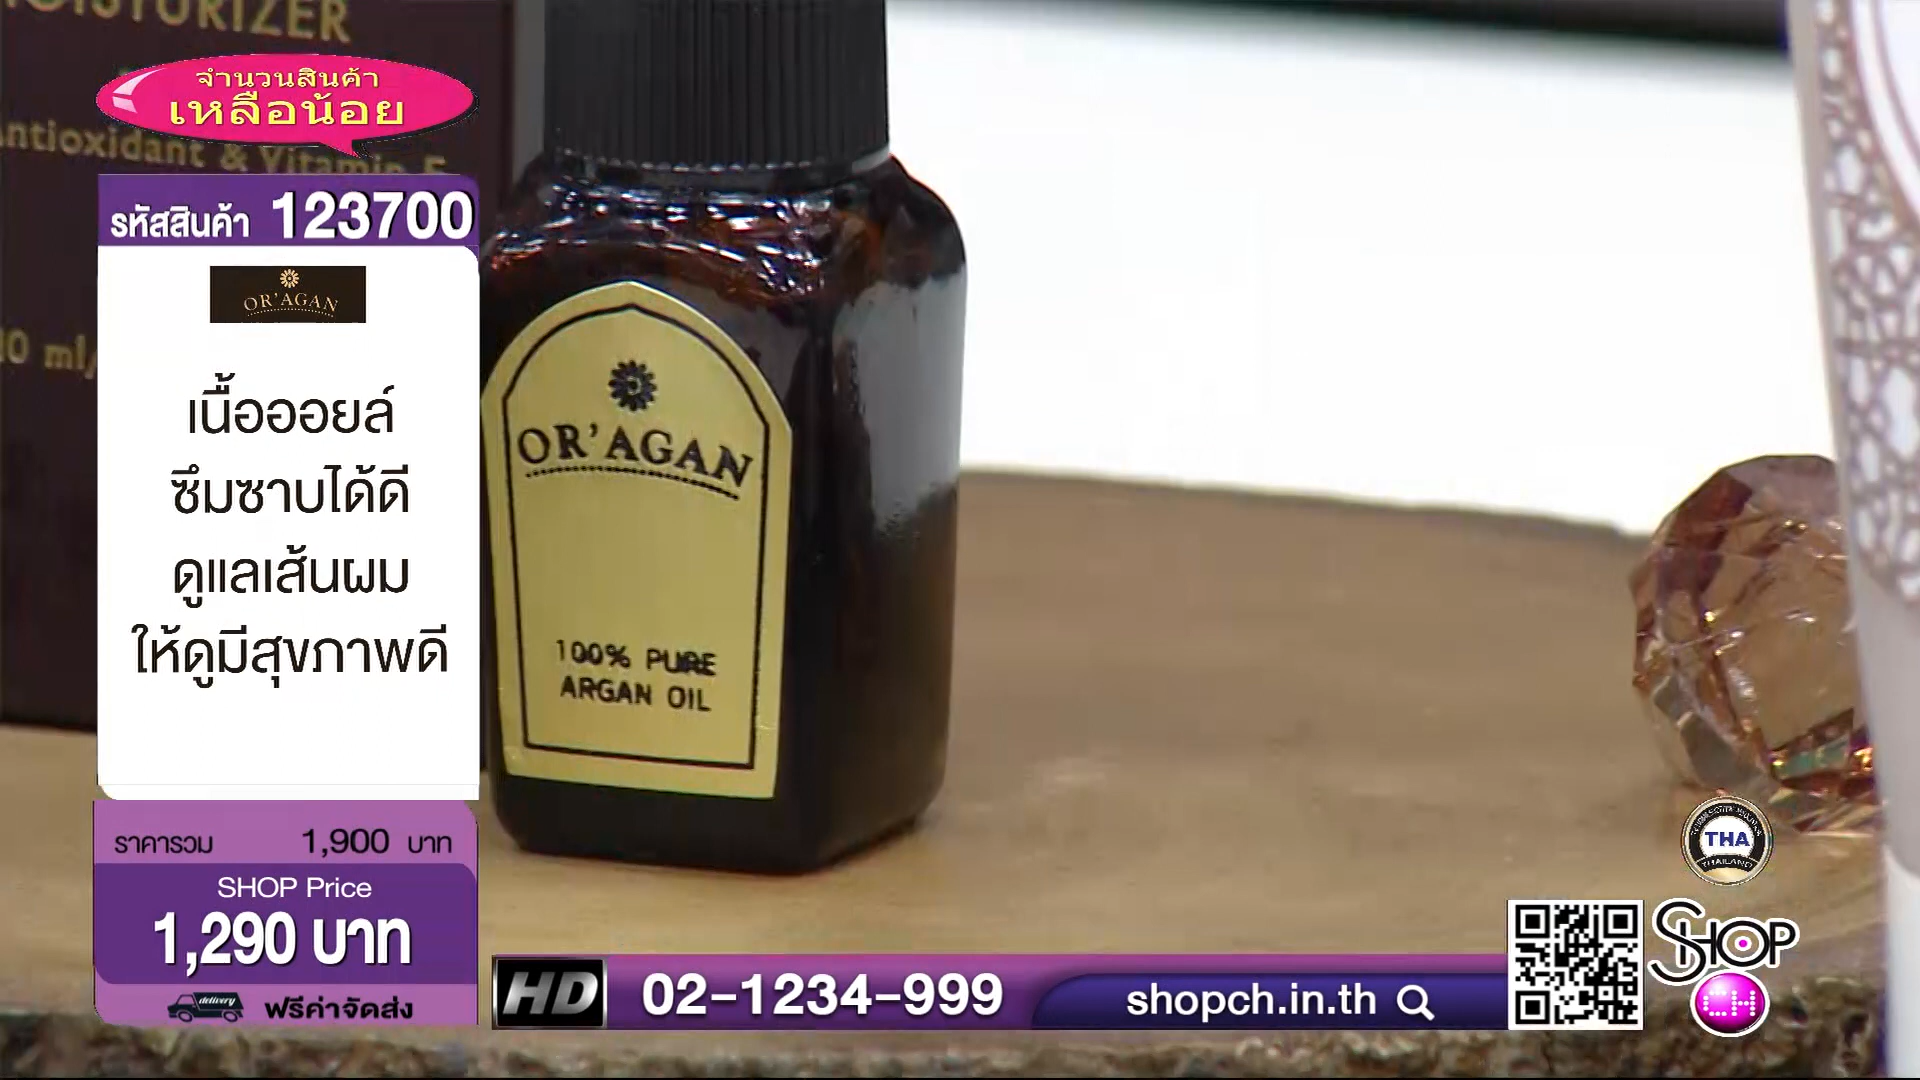 MOISTURIZER
จำนวนสินค้า
เหลือน้อย
Antioxidant & Vitamin E
รหัสสินค้า 123700
OR'AGAN
เนื้อออยล์
ซึมซาบได้ดี
ดูแลเส้นผม
ให้ดูมีสุขภาพดี
ml/
OR'AGAN
100% PURE
ARGAN OIL
ราคารวม 1,900 บาท
SHOP Price
1,290 บาท
delivery ฟรีค่าจัดส่ง
HD 02-1234-999 shopch.in.th
THA
THAILAND
SHOP
CH